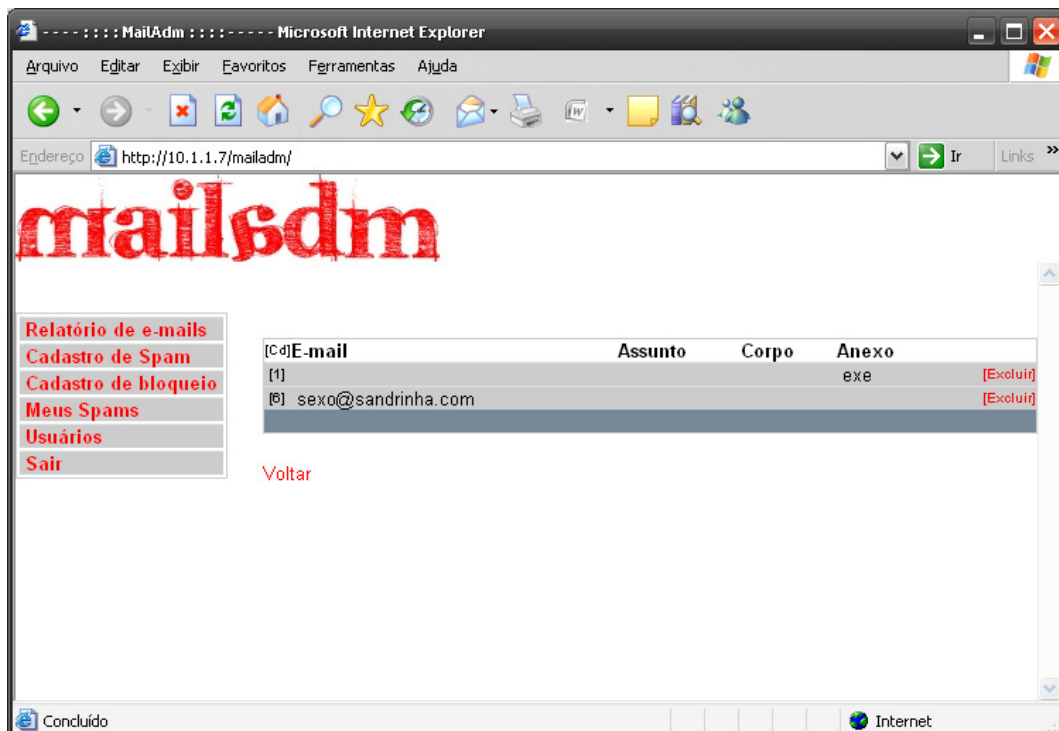 - - - - : : : : MailAdm : : : : - - - - - Microsoft Internet Explorer
Arquivo Editar Exibir Favoritos Ferramentas Ajuda
Endereço http://10.1.1.7/mailadm/ Ir Links »
mailadm
Relatório de e-mails
Cadastro de Spam
Cadastro de bloqueio
Meus Spams
Usuários
Sair
[Cd]E-mail Assunto Corpo Anexo
[1] exe [Excluir]
[6] sexo@sandrinha.com [Excluir]
Voltar
Concluído Internet